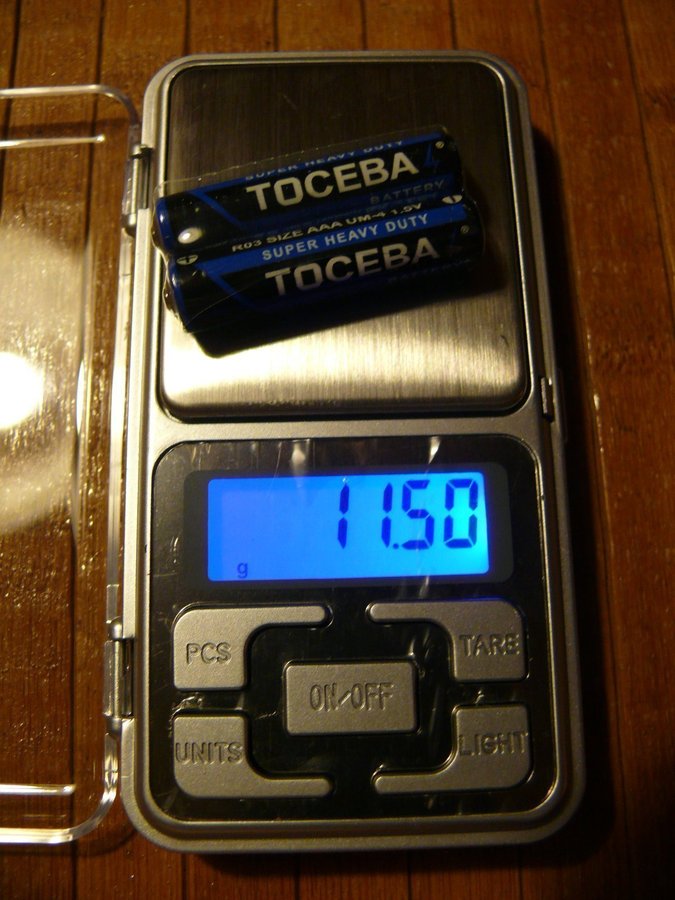 SUPER HEAVY DUTY
TOCEBA
BATTERY
R03 SIZE AAA UM-4 1.5V
SUPER HEAVY DUTY
TOCEBA
BATTERY
11.50
g
PCS
TARE
ON/OFF
UNITS
LIGHT